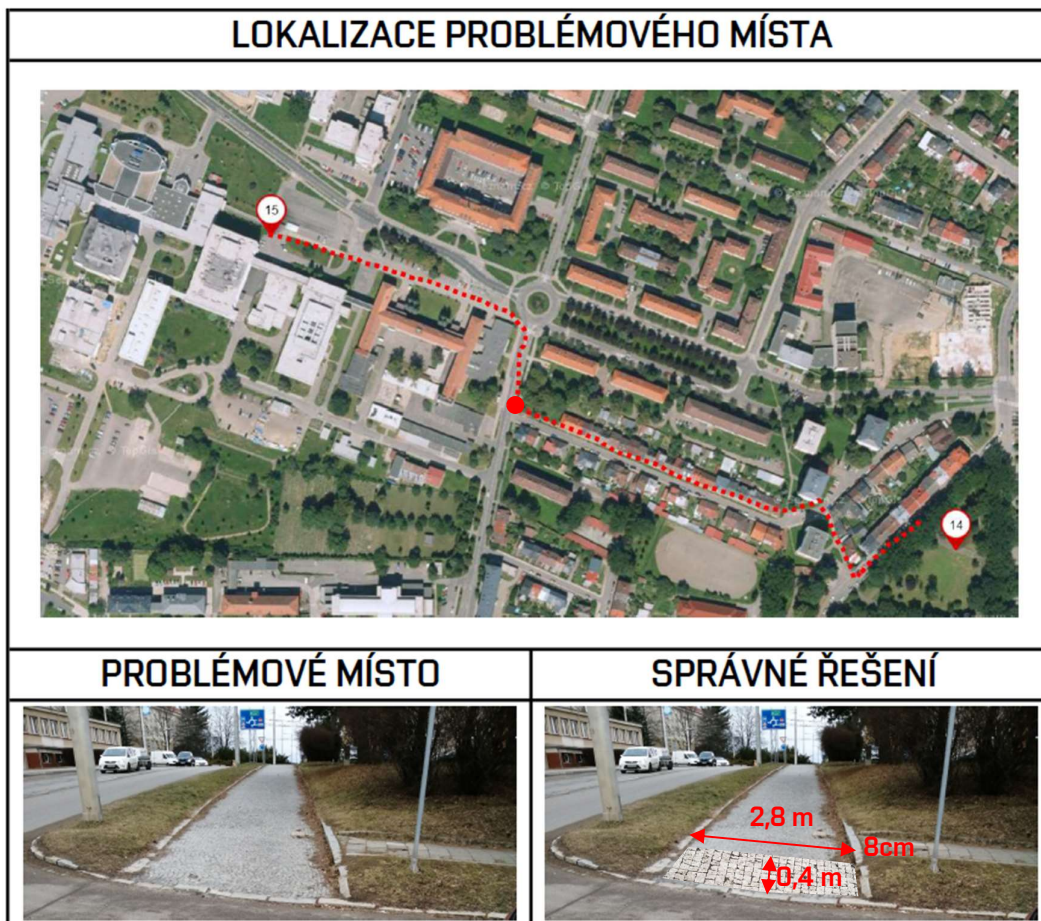 LOKALIZACE PROBLÉMOVÉHO MÍSTA
15
14
PROBLÉMOVÉ MÍSTO
SPRÁVNÉ ŘEŠENÍ
2,8 m
8cm
0,4 m